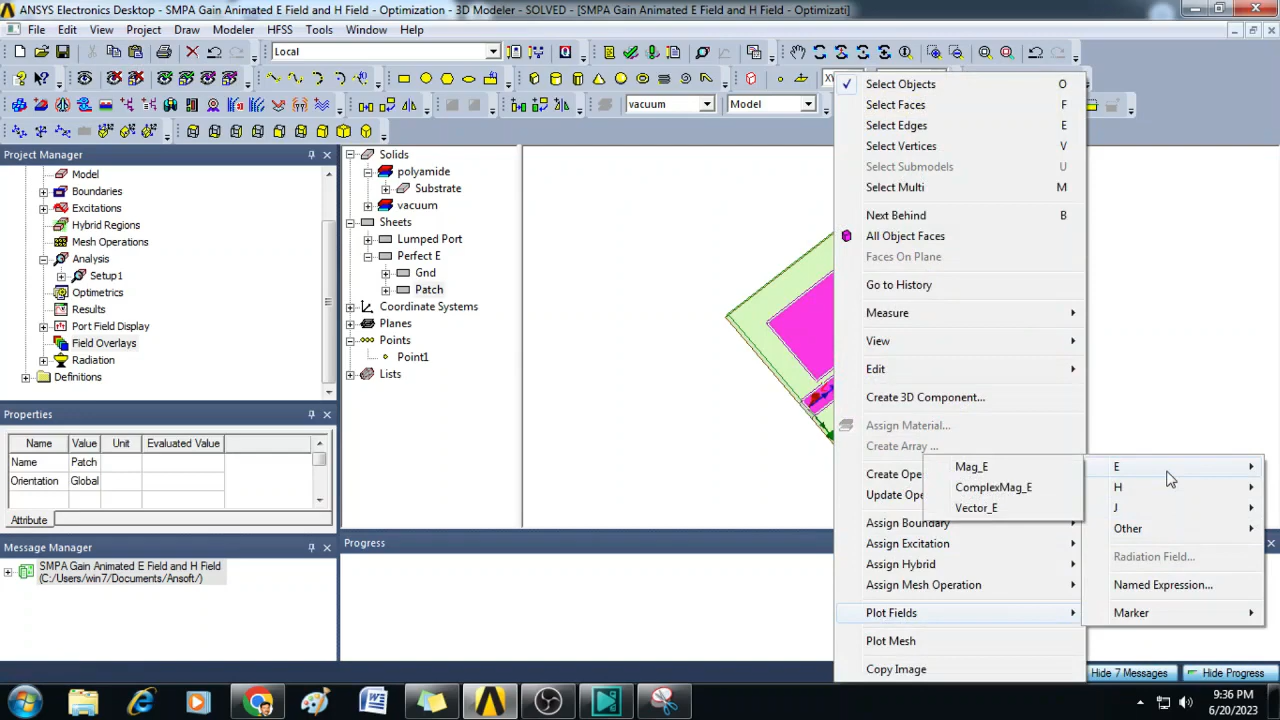 ANSYS Electronics Desktop - SMPA Gain Animated E Field and H Field - Optimization - 3D Modeler - SOLVED - [SMPA Gain Animated E Field and H Field - Optimizati]
File Edit View Project Draw Modeler HFSS Tools Window Help
Local
vacuum Model
Project Manager
Model
Boundaries
Excitations
Hybrid Regions
Mesh Operations
Analysis
Setup1
Optimetrics
Results
Port Field Display
Field Overlays
Radiation
Definitions
Properties
Name Value Unit Evaluated Value
Name Patch
Orientation Global
Attribute
Message Manager
SMPA Gain Animated E Field and H Field
(C:/Users/win7/Documents/Ansoft/)
Solids
polyamide
Substrate
vacuum
Sheets
Lumped Port
Perfect E
Gnd
Patch
Coordinate Systems
Planes
Points
Point1
Lists
Progress
Select Objects O
Select Faces F
Select Edges E
Select Vertices V
Select Submodels U
Select Multi M
Next Behind B
All Object Faces
Faces On Plane
Go to History
Measure
View
Edit
Create 3D Component...
Assign Material...
Create Array ...
Create Ope
Update Ope
Assign Boundary
Assign Excitation
Assign Hybrid
Assign Mesh Operation
Plot Fields
Plot Mesh
Copy Image
Mag_E
ComplexMag_E
Vector_E
E
H
J
Other
Radiation Field...
Named Expression...
Marker
Hide 7 Messages
Hide Progress
9:36 PM
6/20/2023